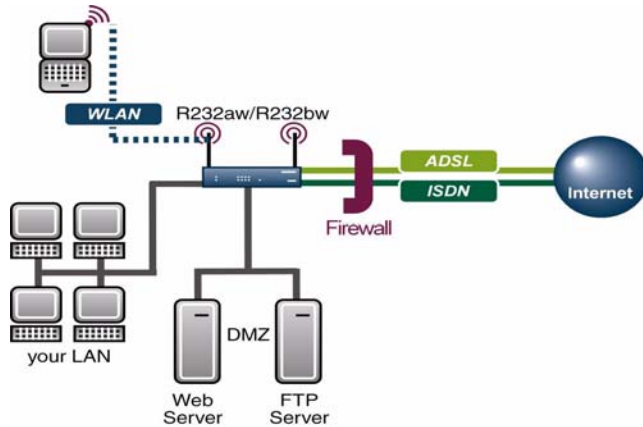 WLAN
R232aw/R232bw
ADSL
ISDN
Internet
Firewall
your LAN
DMZ
Web
Server
FTP
Server